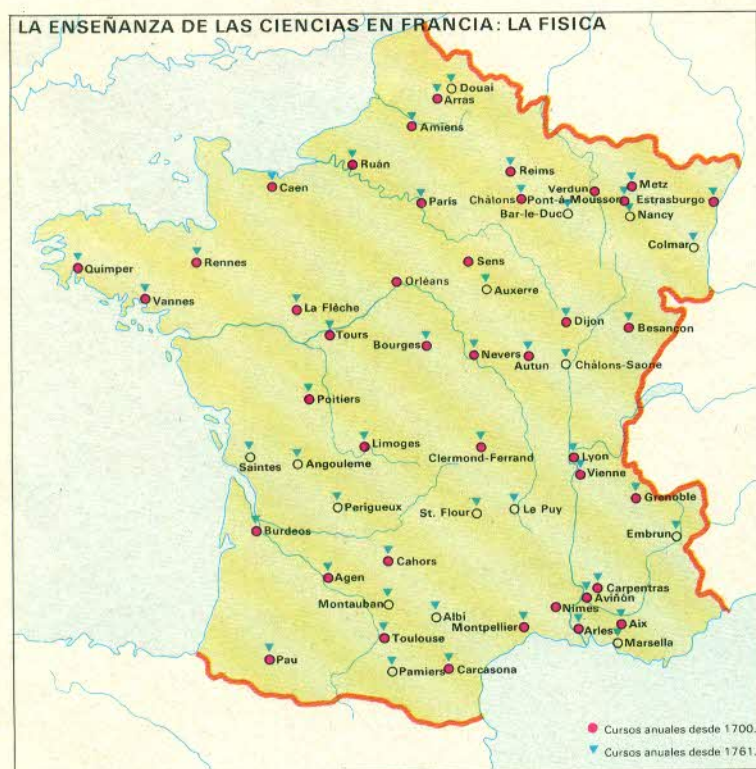 LA ENSEÑANZA DE LAS CIENCIAS EN FRANCIA: LA FISICA
Douai
Arras
Amiens
Ruán
Reims
Caen
París
Châlons
Verdun
Metz
Pont-à-Mousson
Estrasburgo
Bar-le-Duc
Nancy
Colmar
Quimper
Rennes
Vannes
Sens
Orléans
Auxerre
La Flèche
Tours
Dijon
Besançon
Bourges
Nevers
Autun
Châlons-Saone
Poitiers
Limoges
Clermond-Ferrand
Saintes
Angouleme
Lyon
Vienne
Perigueux
St. Flour
Le Puy
Grenoble
Embrun
Burdeos
Cahors
Agen
Carpentras
Aviñón
Montauban
Albi
Nimes
Montpellier
Arles
Aix
Marsella
Toulouse
Pau
Pamiers
Carcasona
Cursos anuales desde 1700.
Cursos anuales desde 1761.